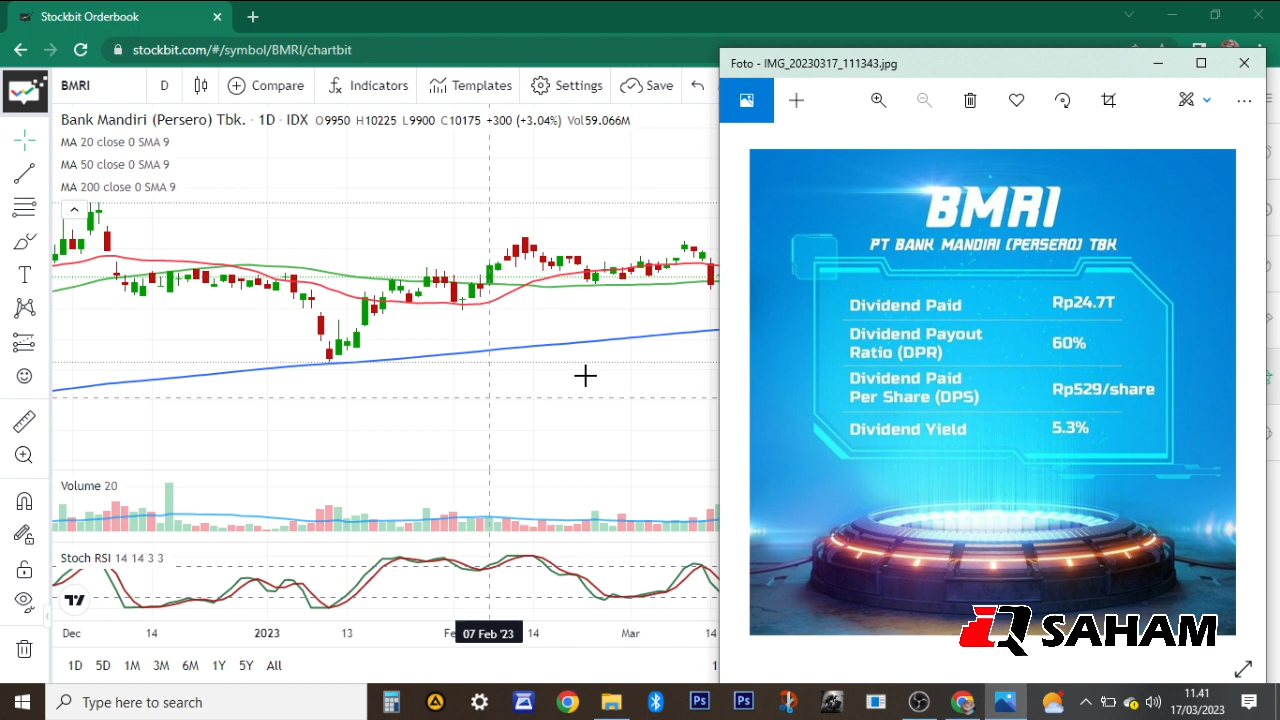 Stockbit Orderbook
stockbit.com/#/symbol/BMRI/chartbit
BMRI D Compare Indicators Templates Settings Save
Bank Mandiri (Persero) Tbk. · 1D · IDX O9950 H10225 L9900 C10175 +300 (+3.04%) Vol59.066M
MA 20 close 0 SMA 9
MA 50 close 0 SMA 9
MA 200 close 0 SMA 9
Volume 20
Stoch RSI 14 14 3 3
Dec 14 2023 13 07 Feb '23 14 Mar 14
1D 5D 1M 3M 6M 1Y 5Y All
Foto - IMG_20230317_111343.jpg
BMRI
PT BANK MANDIRI (PERSERO) TBK
Dividend Paid Rp24.7T
Dividend Payout
Ratio (DPR) 60%
Dividend Paid
Per Share (DPS) Rp529/share
Dividend Yield 5.3%
iQ SAHAM
Type here to search
Ps Ps
11.41
17/03/2023